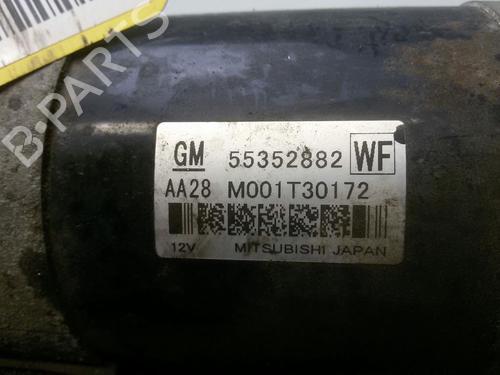 B-PARTS
GM 55352882 WF
AA28 M001T30172
12V MITSUBISHI JAPAN